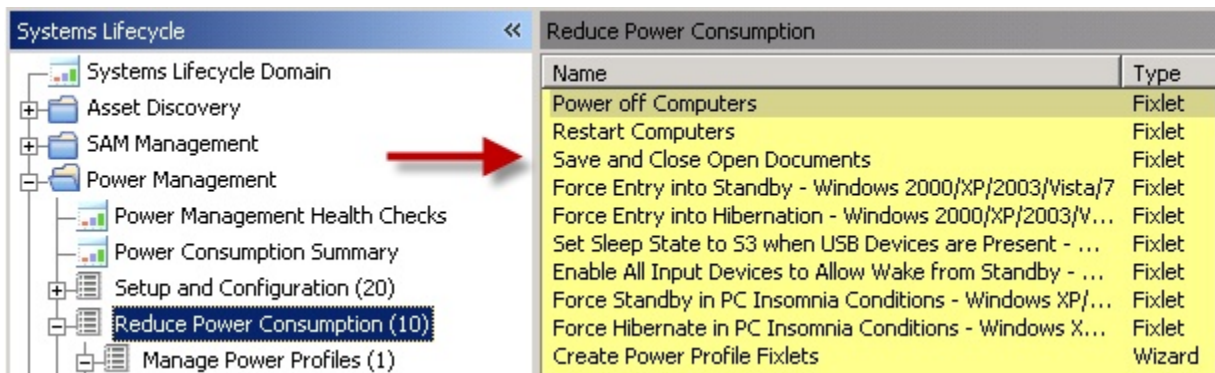 Systems Lifecycle «
Systems Lifecycle Domain
Asset Discovery
SAM Management
Power Management
Power Management Health Checks
Power Consumption Summary
Setup and Configuration (20)
Reduce Power Consumption (10)
Manage Power Profiles (1)
Reduce Power Consumption
Name Type
Power off Computers Fixlet
Restart Computers Fixlet
Save and Close Open Documents Fixlet
Force Entry into Standby - Windows 2000/XP/2003/Vista/7 Fixlet
Force Entry into Hibernation - Windows 2000/XP/2003/V... Fixlet
Set Sleep State to S3 when USB Devices are Present - ... Fixlet
Enable All Input Devices to Allow Wake from Standby - ... Fixlet
Force Standby in PC Insomnia Conditions - Windows XP/... Fixlet
Force Hibernate in PC Insomnia Conditions - Windows X... Fixlet
Create Power Profile Fixlets Wizard